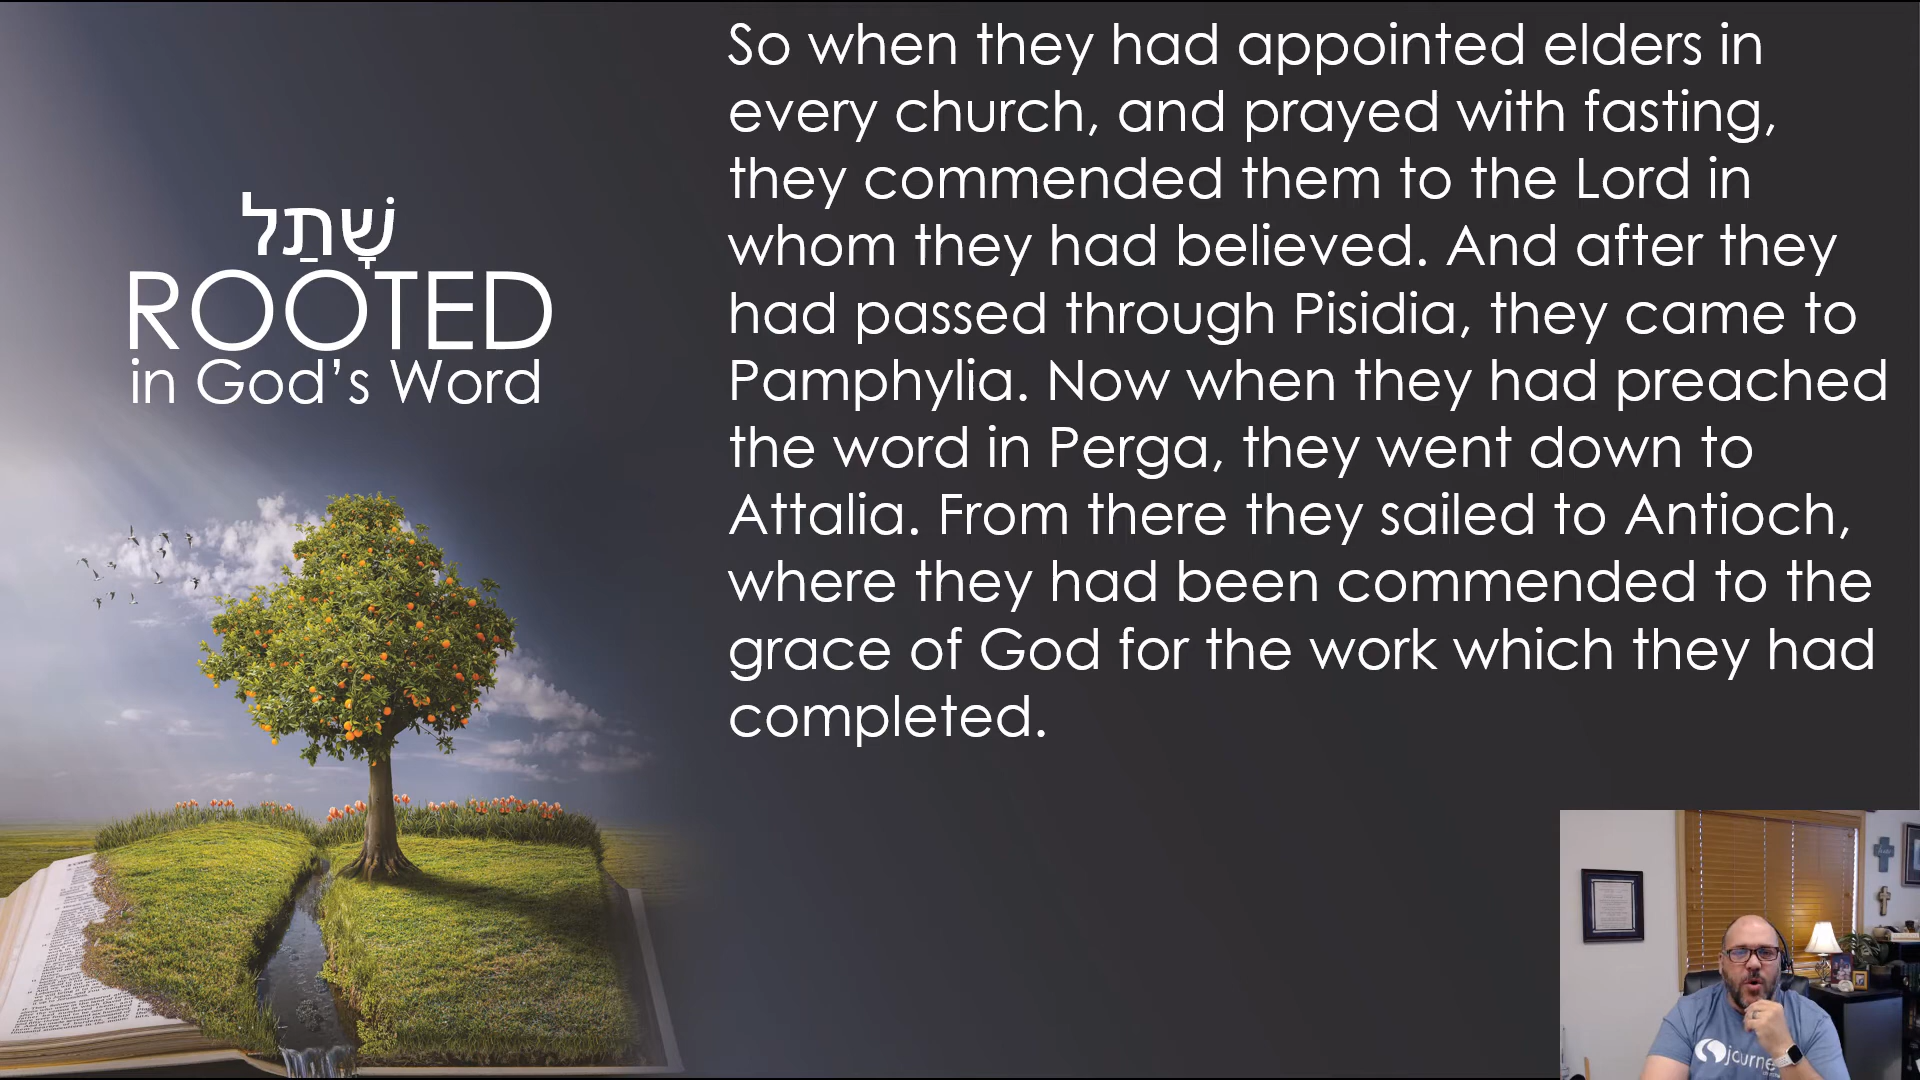 שָׁתַל
ROOTED
in God’s Word
So when they had appointed elders in
every church, and prayed with fasting,
they commended them to the Lord in
whom they had believed. And after they
had passed through Pisidia, they came to
Pamphylia. Now when they had preached
the word in Perga, they went down to
Attalia. From there they sailed to Antioch,
where they had been commended to the
grace of God for the work which they had
completed.
journe